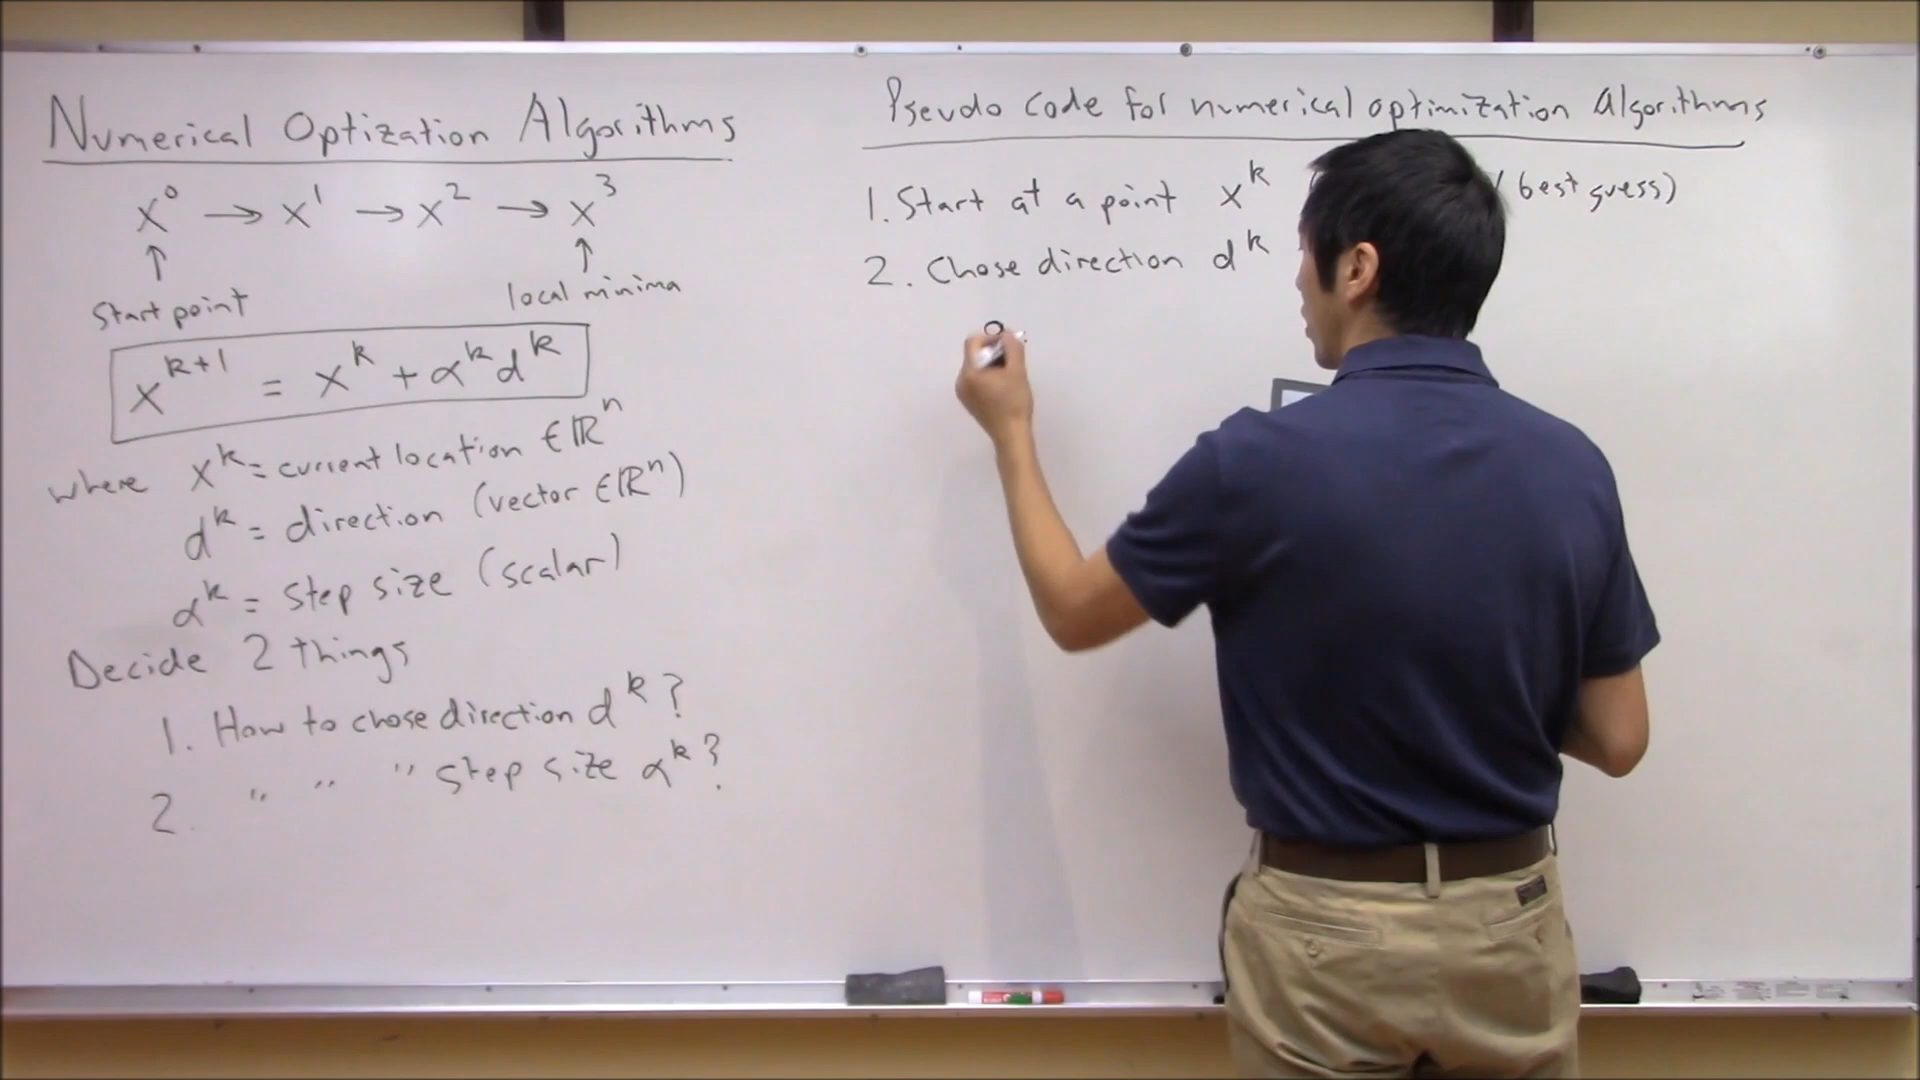 Numerical Optization Algorithms
x⁰ → x¹ → x² → x³
↑ ↑
Start point local minima
x^{k+1} = x^k + α^k d^k
where x^k = current location ∈ ℝⁿ
d^k = direction (vector ∈ ℝⁿ)
α^k = step size (scalar)
Decide 2 things
1. How to chose direction d^k?
2. " " " step size α^k?
Pseudo code for numerical optimization Algorithms
1. Start at a point x^k ( / best guess)
2. Chose direction d^k